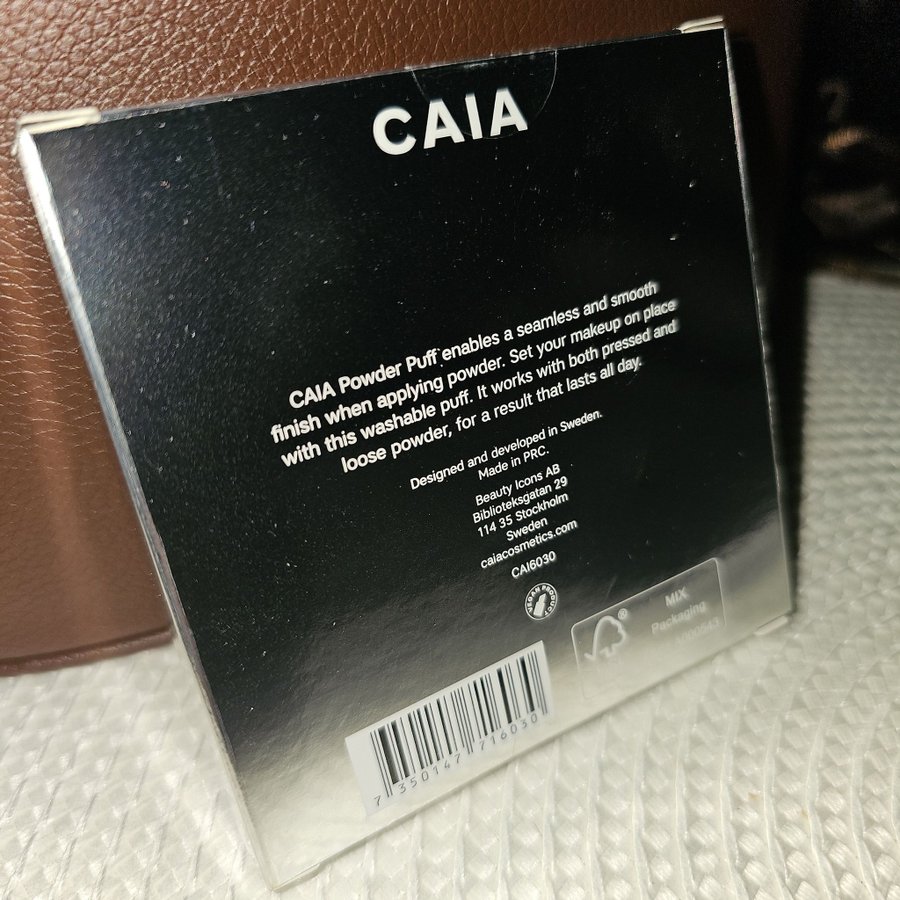 CAIA
CAIA Powder Puff enables a seamless and smooth
finish when applying powder. Set your makeup on place
with this washable puff. It works with both pressed and
loose powder, for a result that lasts all day.
Designed and developed in Sweden.
Made in PRC.
Beauty Icons AB
Biblioteksgatan 29
114 35 Stockholm
Sweden
caiacosmetics.com
CAI6030
VEGAN PRODUCT
MIX
Packaging
7 350147 716030